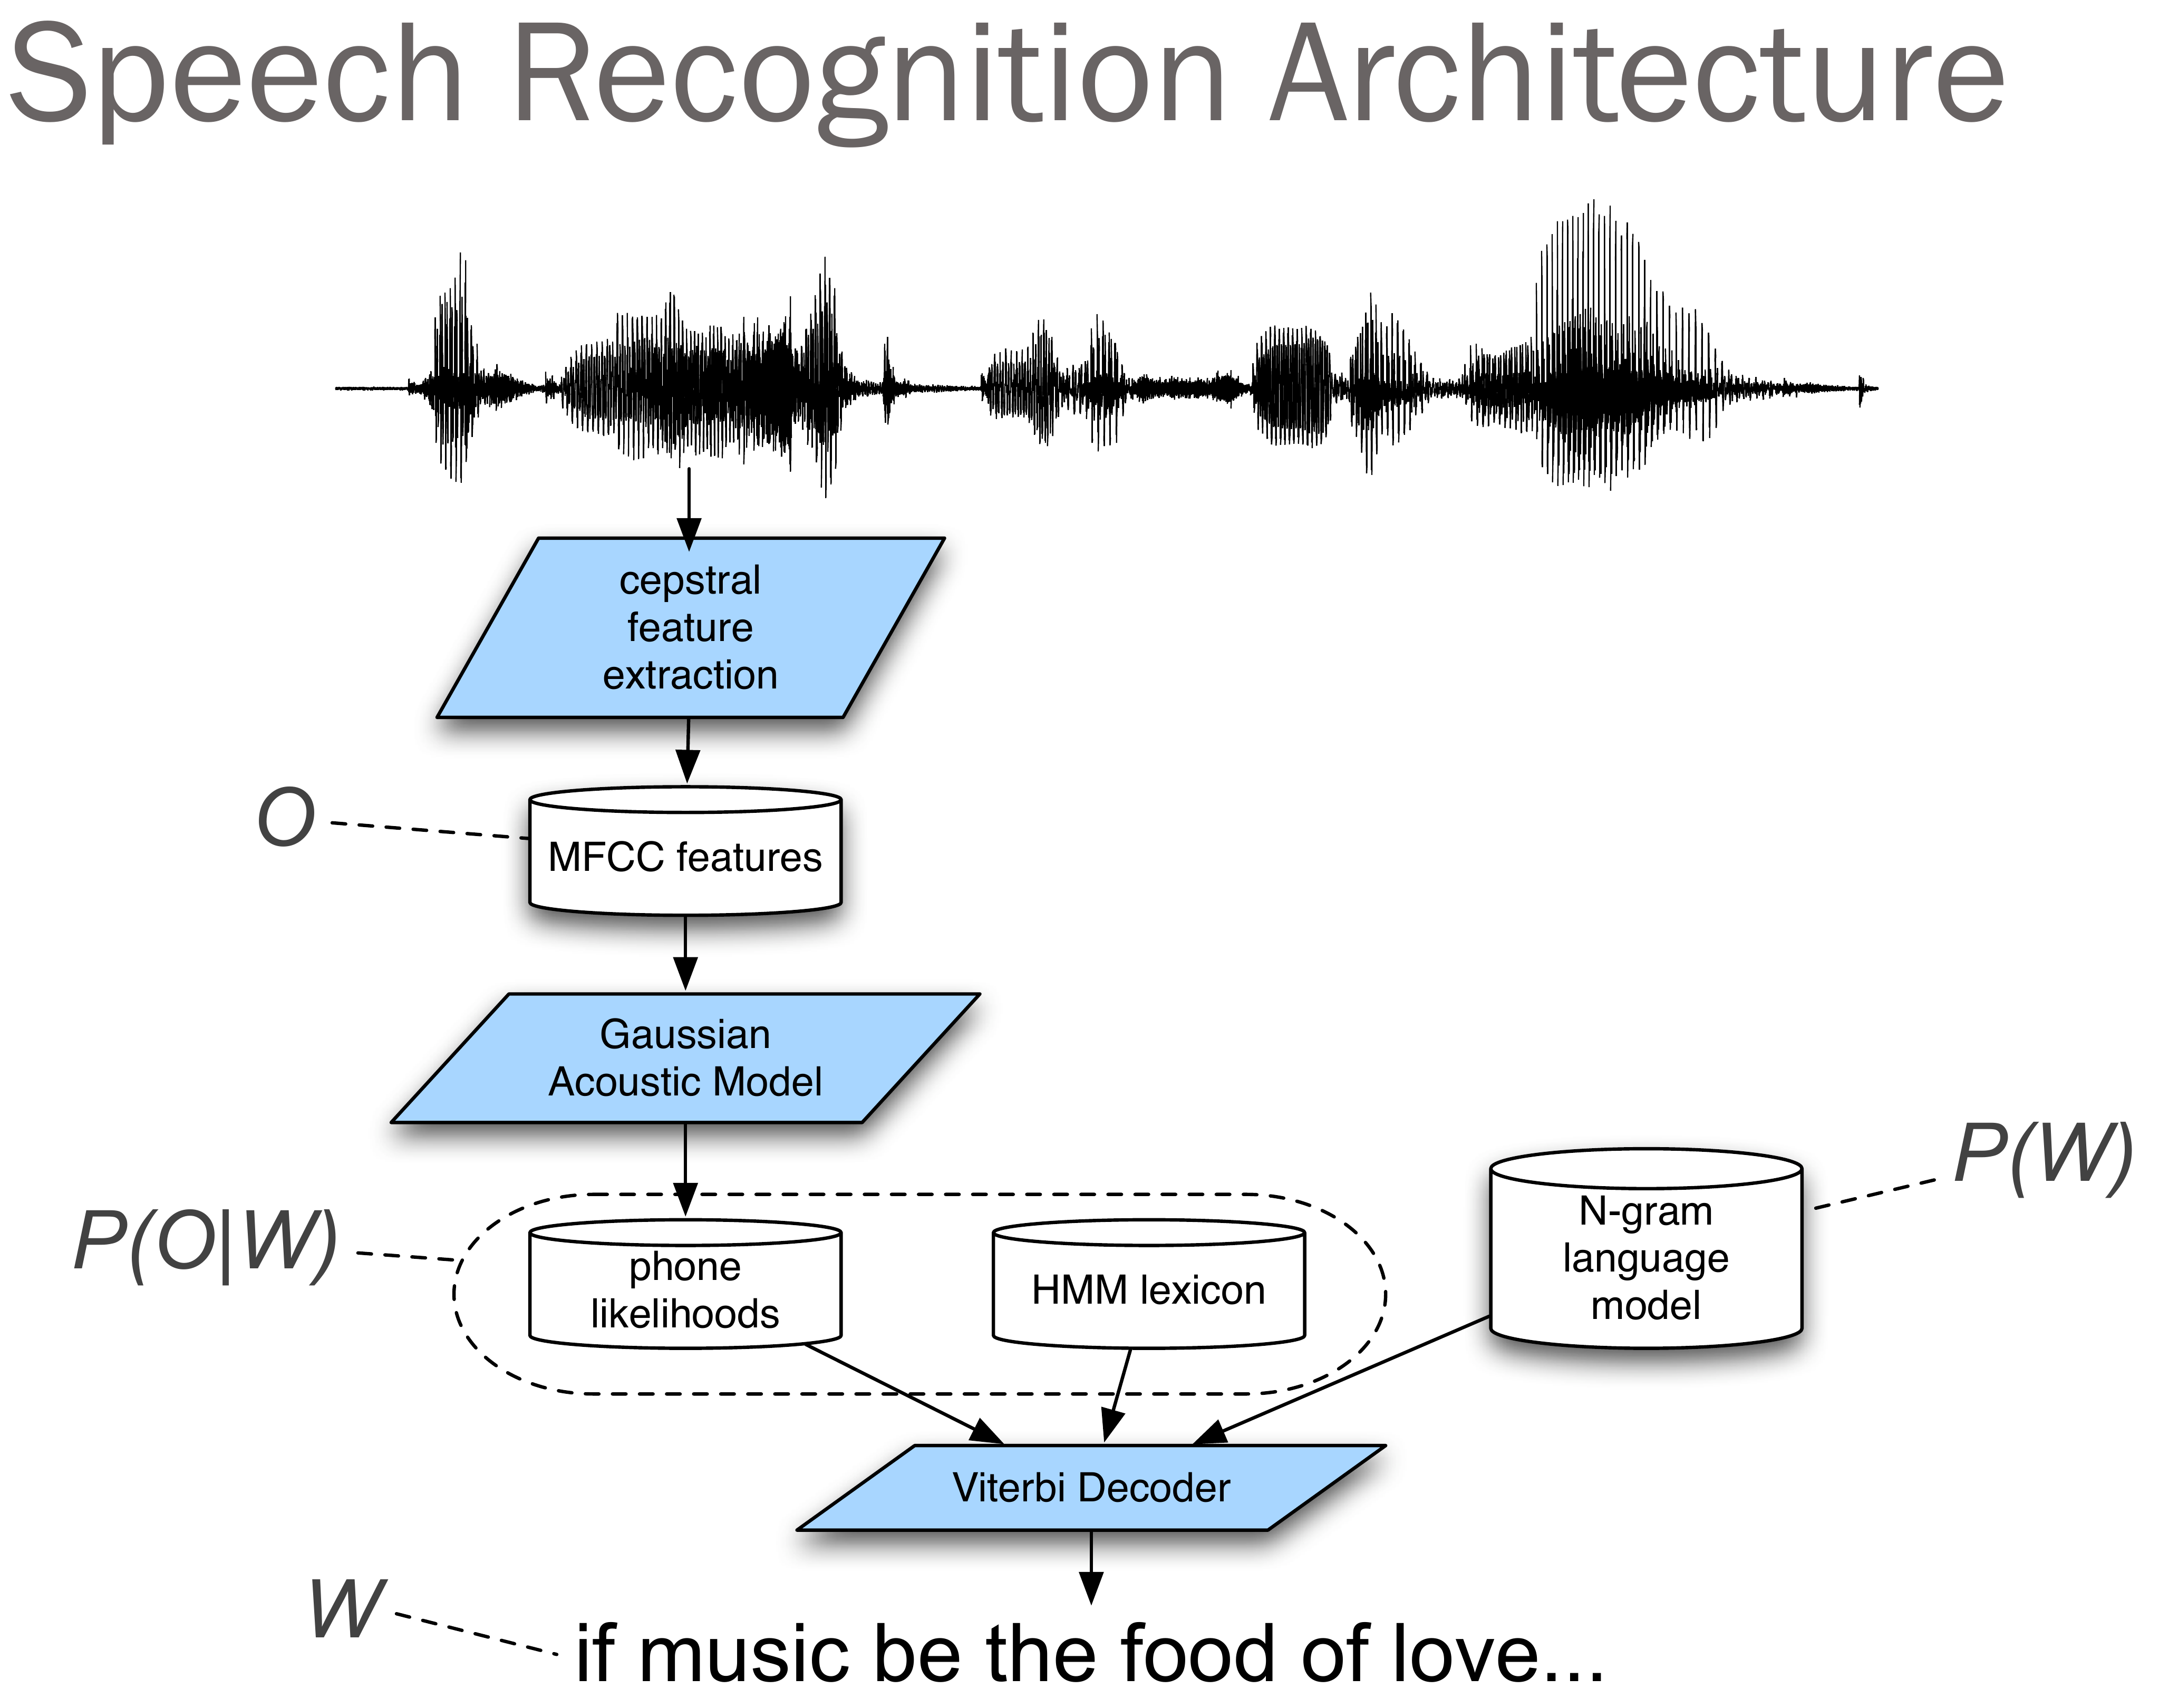 Speech Recognition Architecture
cepstral
feature
extraction
O
MFCC features
Gaussian
Acoustic Model
P(O|W)
phone
likelihoods
HMM lexicon
N-gram
language
model
P(W)
Viterbi Decoder
W
if music be the food of love...